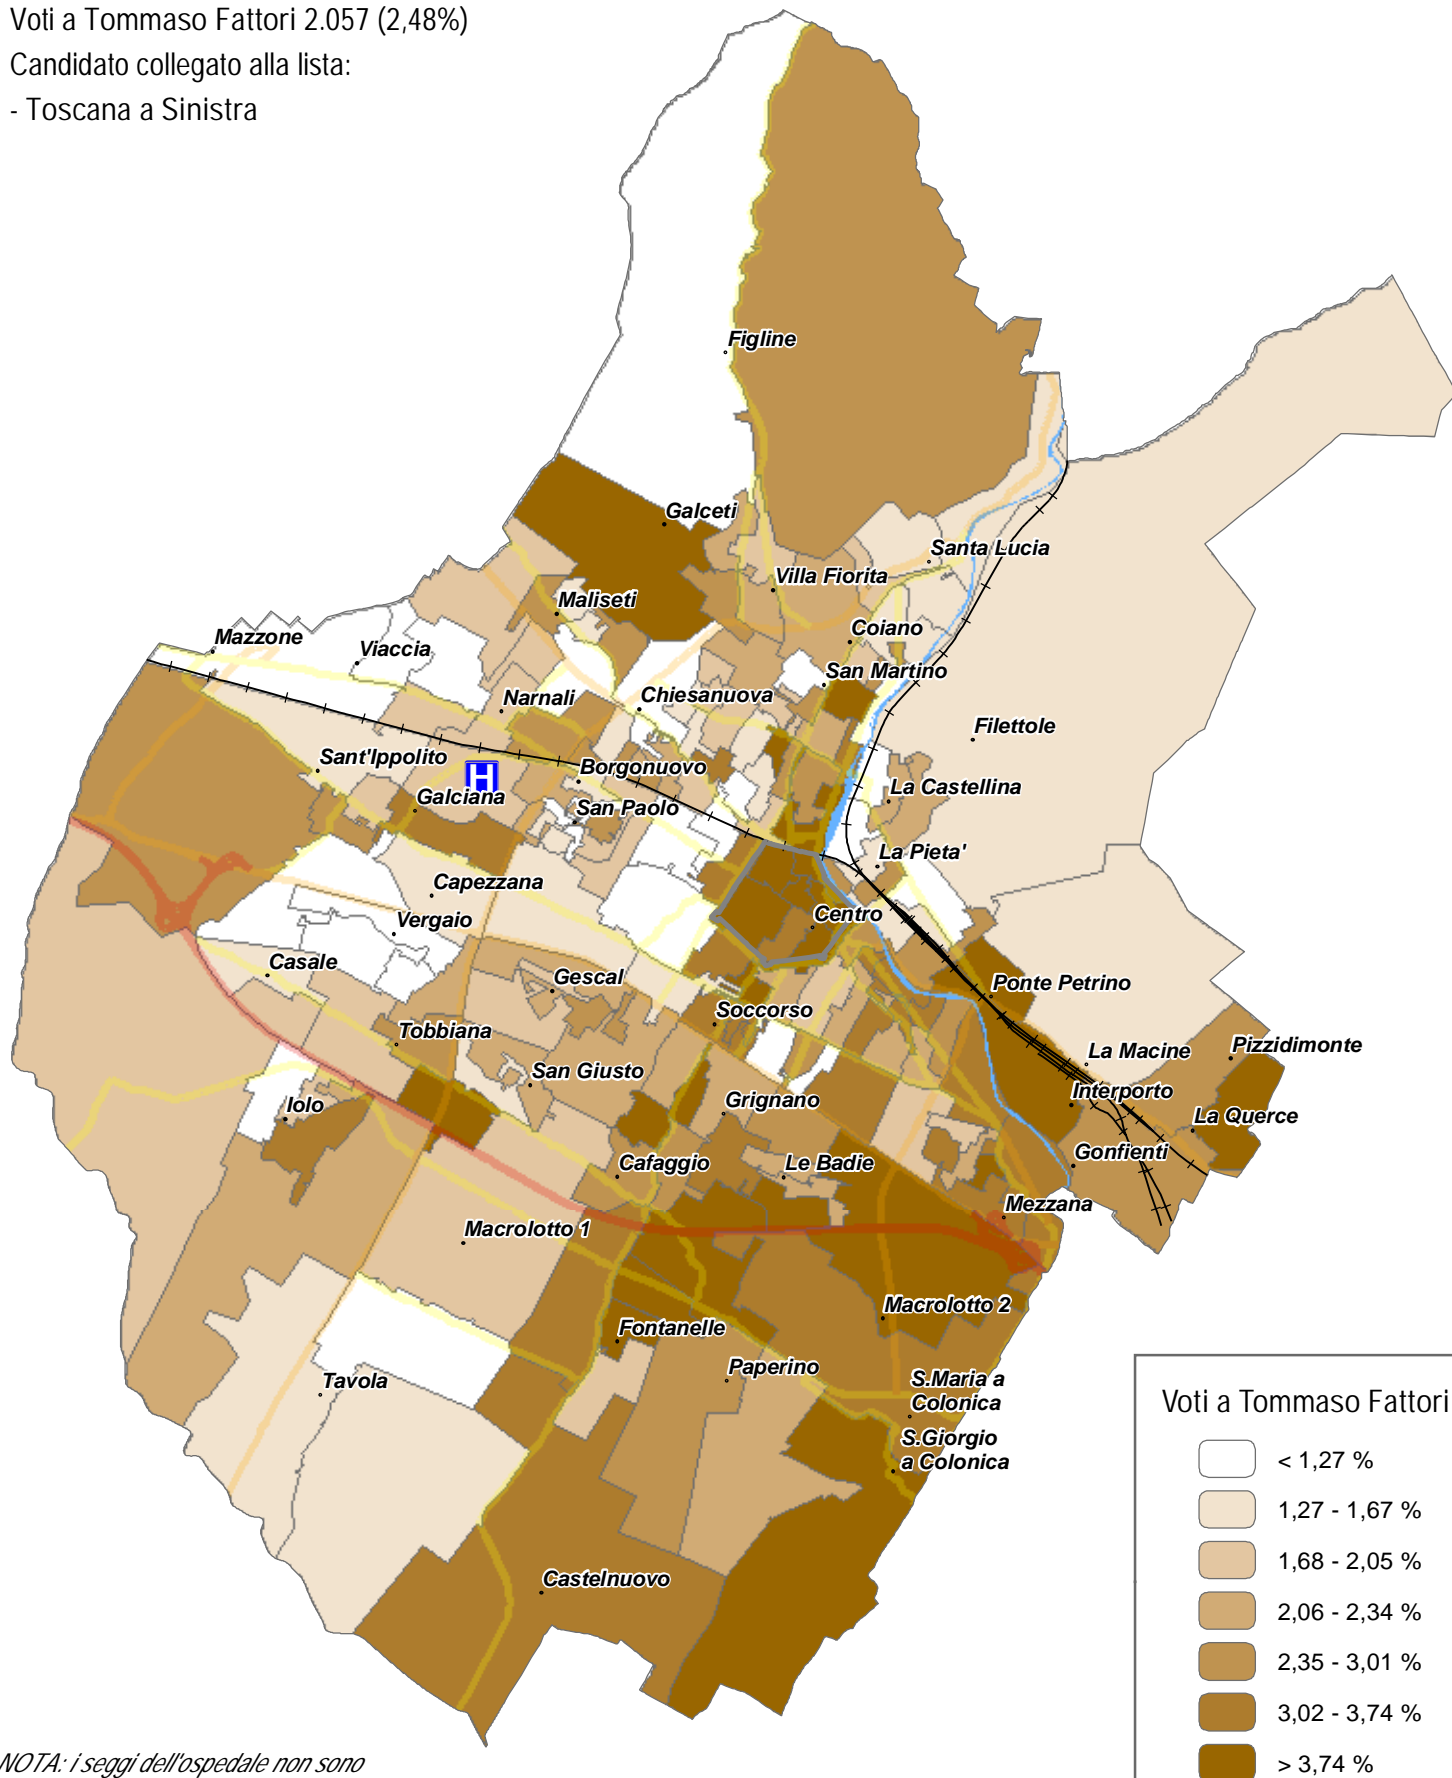 Voti a Tommaso Fattori 2.057 (2,48%)
Candidato collegato alla lista:
- Toscana a Sinistra
Figline
Galceti
Santa Lucia
Villa Fiorita
Maliseti
Coiano
Mazzone
Viaccia
San Martino
Narnali
Chiesanuova
Filettole
Sant'Ippolito
H
Borgonuovo
La Castellina
Galciana
San Paolo
La Pieta'
Capezzana
Vergaio
Centro
Casale
Gescal
Ponte Petrino
Soccorso
Tobbiana
La Macine
Pizzidimonte
San Giusto
Iolo
Grignano
Interporto
La Querce
Cafaggio
Le Badie
Gonfienti
Mezzana
Macrolotto 1
Macrolotto 2
Fontanelle
Paperino
Tavola
S.Maria a
Colonica
S.Giorgio
a Colonica
Castelnuovo
Voti a Tommaso Fattori
< 1,27 %
1,27 - 1,67 %
1,68 - 2,05 %
2,06 - 2,34 %
2,35 - 3,01 %
3,02 - 3,74 %
> 3,74 %
NOTA: i seggi dell'ospedale non sono